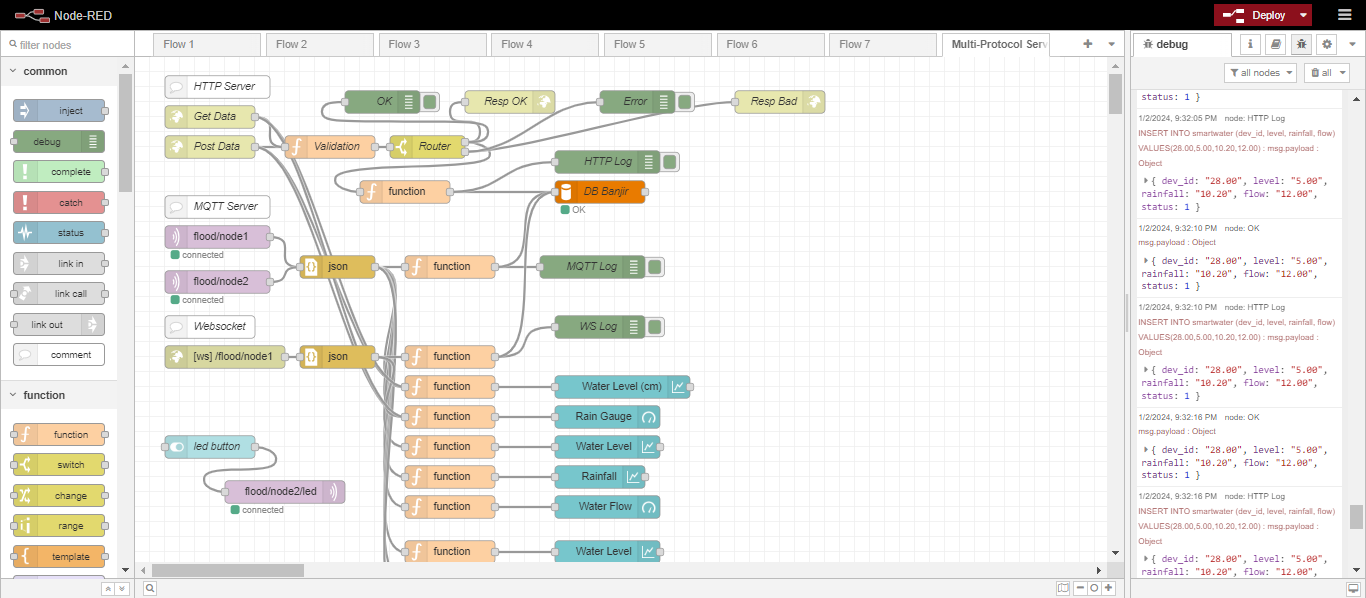 Node-RED
Deploy
filter nodes
Flow 1
Flow 2
Flow 3
Flow 4
Flow 5
Flow 6
Flow 7
Multi-Protocol Serv
debug
all nodes
all
common
inject
debug
complete
catch
status
link in
link call
link out
comment
function
function
switch
change
range
template
HTTP Server
Get Data
Post Data
Validation
Router
OK
Resp OK
Error
Resp Bad
HTTP Log
function
DB Banjir
OK
MQTT Server
flood/node1
connected
flood/node2
connected
json
function
MQTT Log
Websocket
[ws] /flood/node1
json
function
WS Log
function
Water Level (cm)
function
Rain Gauge
led button
function
Water Level
function
Rainfall
flood/node2/led
connected
function
Water Flow
function
Water Level
status: 1 }
1/2/2024, 9:32:05 PM node: HTTP Log
INSERT INTO smartwater (dev_id, level, rainfall, flow)
VALUES(28.00,5.00,10.20,12.00) : msg.payload :
Object
{ dev_id: "28.00", level: "5.00",
rainfall: "10.20", flow: "12.00",
status: 1 }
1/2/2024, 9:32:10 PM node: OK
msg.payload : Object
{ dev_id: "28.00", level: "5.00",
rainfall: "10.20", flow: "12.00",
status: 1 }
1/2/2024, 9:32:10 PM node: HTTP Log
INSERT INTO smartwater (dev_id, level, rainfall, flow)
VALUES(28.00,5.00,10.20,12.00) : msg.payload :
Object
{ dev_id: "28.00", level: "5.00",
rainfall: "10.20", flow: "12.00",
status: 1 }
1/2/2024, 9:32:16 PM node: OK
msg.payload : Object
{ dev_id: "28.00", level: "5.00",
rainfall: "10.20", flow: "12.00",
status: 1 }
1/2/2024, 9:32:16 PM node: HTTP Log
INSERT INTO smartwater (dev_id, level, rainfall, flow)
VALUES(28.00,5.00,10.20,12.00) : msg.payload :
Object
{ dev_id: "28.00", level: "5.00",
rainfall: "10.20", flow: "12.00",